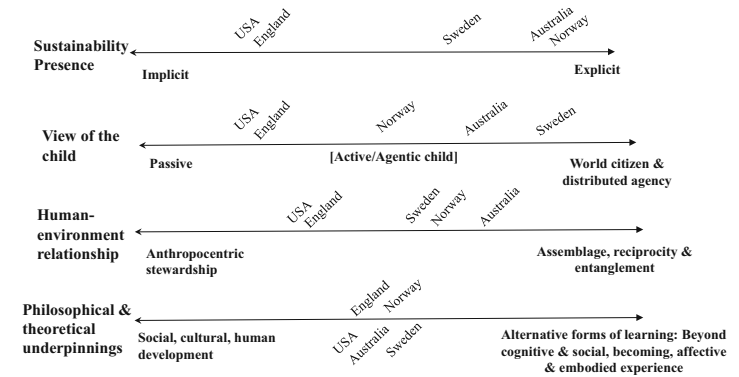 USA
England
Sweden
Australia
Norway
Sustainability
Presence
Implicit
Explicit
USA
England
Norway
Australia
Sweden
View of the
child
Passive
[Active/Agentic child]
World citizen &
distributed agency
USA
England
Sweden
Norway
Australia
Human-
environment
relationship
Anthropocentric
stewardship
Assemblage, reciprocity &
entanglement
England
Norway
Philosophical &
theoretical
underpinnings
Social, cultural, human
development
USA
Australia
Sweden
Alternative forms of learning: Beyond
cognitive & social, becoming, affective
& embodied experience